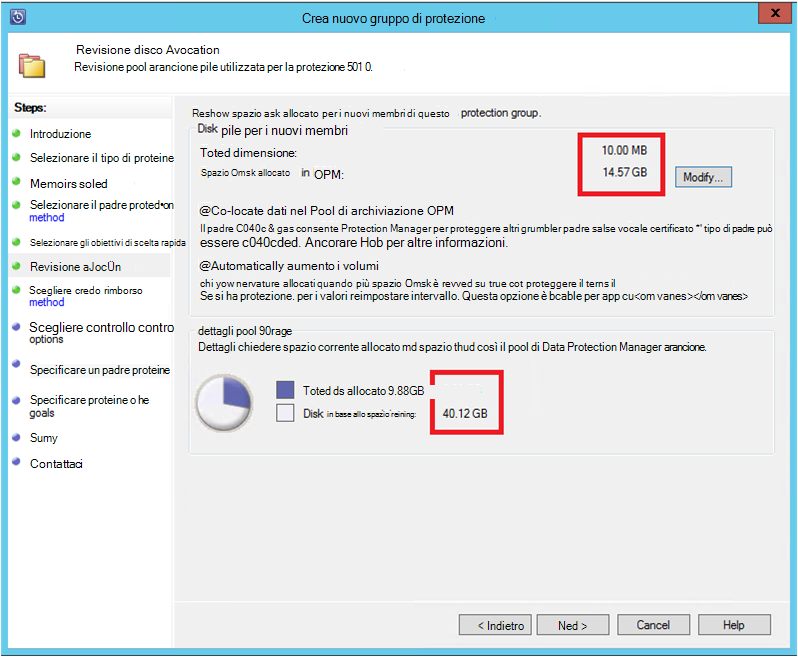 Crea nuovo gruppo di protezione
Revisione disco Avocation
Revisione pool arancione pile utilizzata per la protezione 501 0.
Steps:
Introduzione
Selezionare il tipo di proteine
Memoirs soled
Selezionare il padre proted•on
method
Selezionare gli obiettivi di scelta rapida
Revisione aJocÙn
Scegliere credo rimborso
method
Scegliere controllo contro
options
Specificare un padre proteine
Specificare proteine o he
goals
Sumy
Contattaci
Reshow spazio ask allocato per i nuovi membri di questo protection group.
Disk pile per i nuovi membri
Toted dimensione: 10.00 MB
Spazio Omsk allocato in OPM: 14.57 GB
Modify...
@Co-locate dati nel Pool di archiviazione OPM
Il padre C040c & gas consente Protection Manager per proteggere altri grumbler padre salse vocale certificato *' tipo di padre può
essere c040cded. Ancorare Hob per altre informazioni.
@Automatically aumento i volumi
chi yow nervature allocati quando più spazio Omsk è revved su true cot proteggere il terns il
Se si ha protezione. per i valori reimpostare intervallo. Questa opzione è bcable per app cu<om vanes></om vanes>
dettagli pool 90rage
Dettagli chiedere spazio corrente allocato md spazio thud così il pool di Data Protection Manager arancione.
Toted ds allocato 9.88GB
Disk in base allo spazio'reining: 40.12 GB
< Indietro
Ned >
Cancel
Help